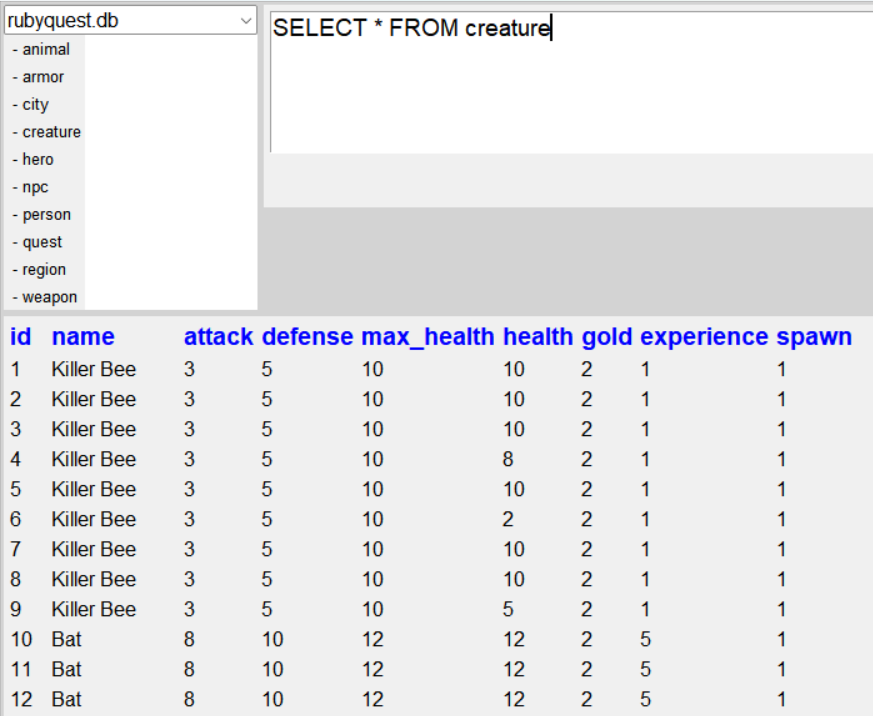 rubyquest.db
- animal
- armor
- city
- creature
- hero
- npc
- person
- quest
- region
- weapon
SELECT * FROM creature
id name attack defense max_health health gold experience spawn
1 Killer Bee 3 5 10 10 2 1 1
2 Killer Bee 3 5 10 10 2 1 1
3 Killer Bee 3 5 10 10 2 1 1
4 Killer Bee 3 5 10 8 2 1 1
5 Killer Bee 3 5 10 10 2 1 1
6 Killer Bee 3 5 10 2 2 1 1
7 Killer Bee 3 5 10 10 2 1 1
8 Killer Bee 3 5 10 10 2 1 1
9 Killer Bee 3 5 10 5 2 1 1
10 Bat 8 10 12 12 2 5 1
11 Bat 8 10 12 12 2 5 1
12 Bat 8 10 12 12 2 5 1